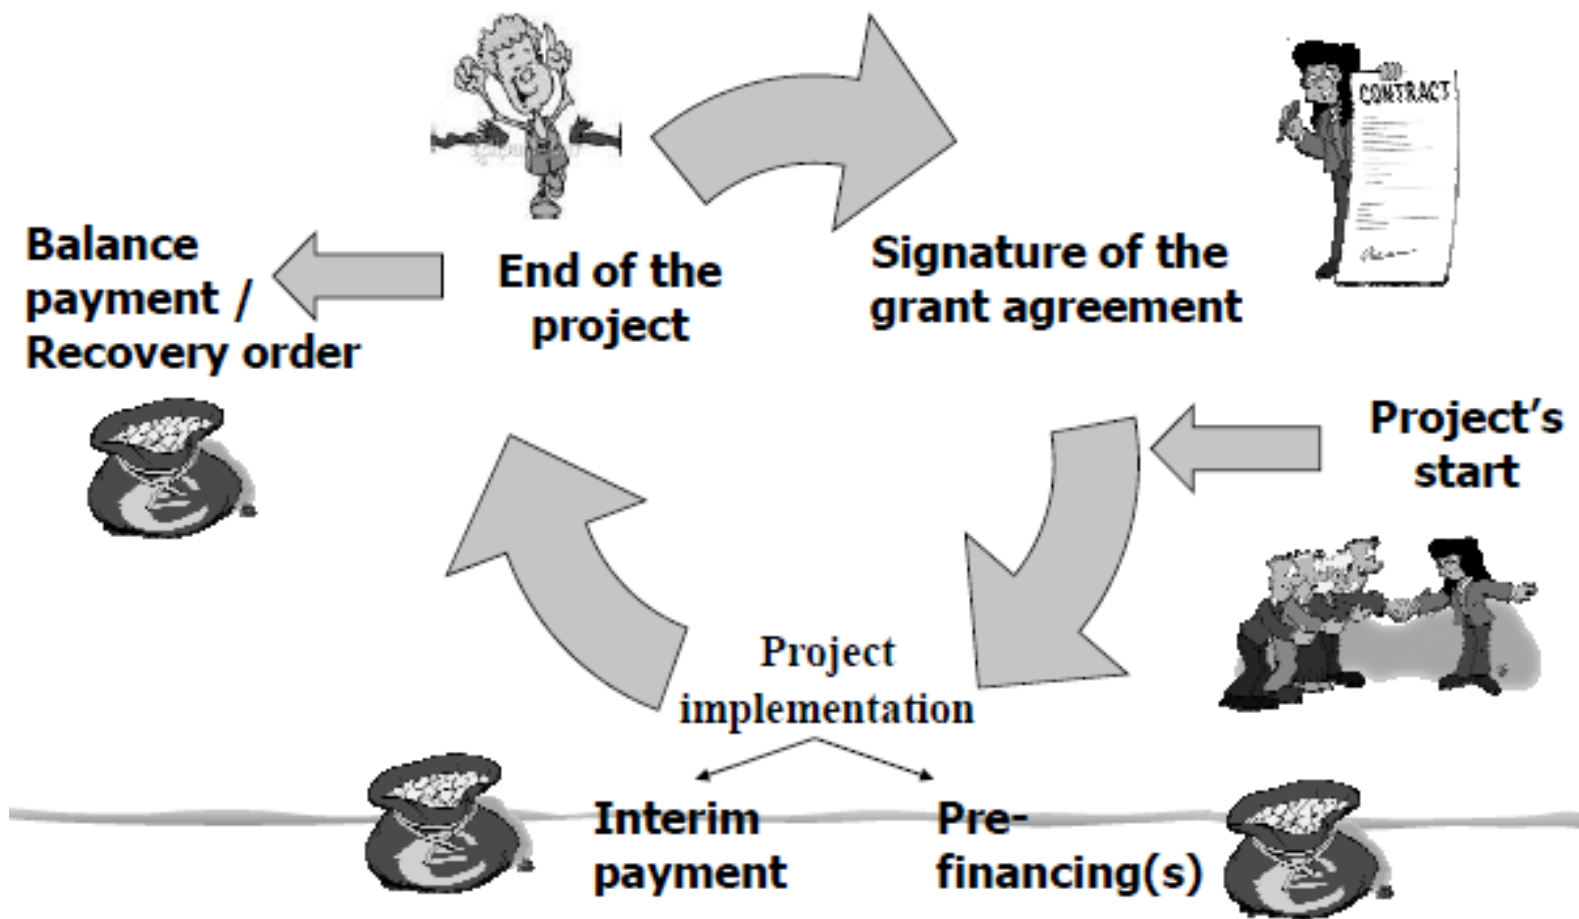 CONTRACT
Balance
payment /
Recovery order
End of the
project
Signature of the
grant agreement
Project’s
start
Project
implementation
Interim
payment
Pre-
financing(s)